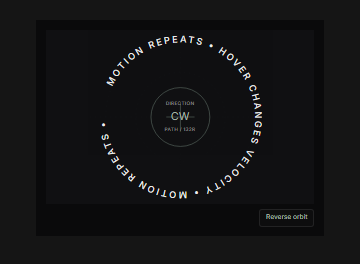 MOTION REPEATS • HOVER CHANGES VELOCITY • MOTION REPEATS •
DIRECTION
CW
PATH / 122R
Reverse orbit